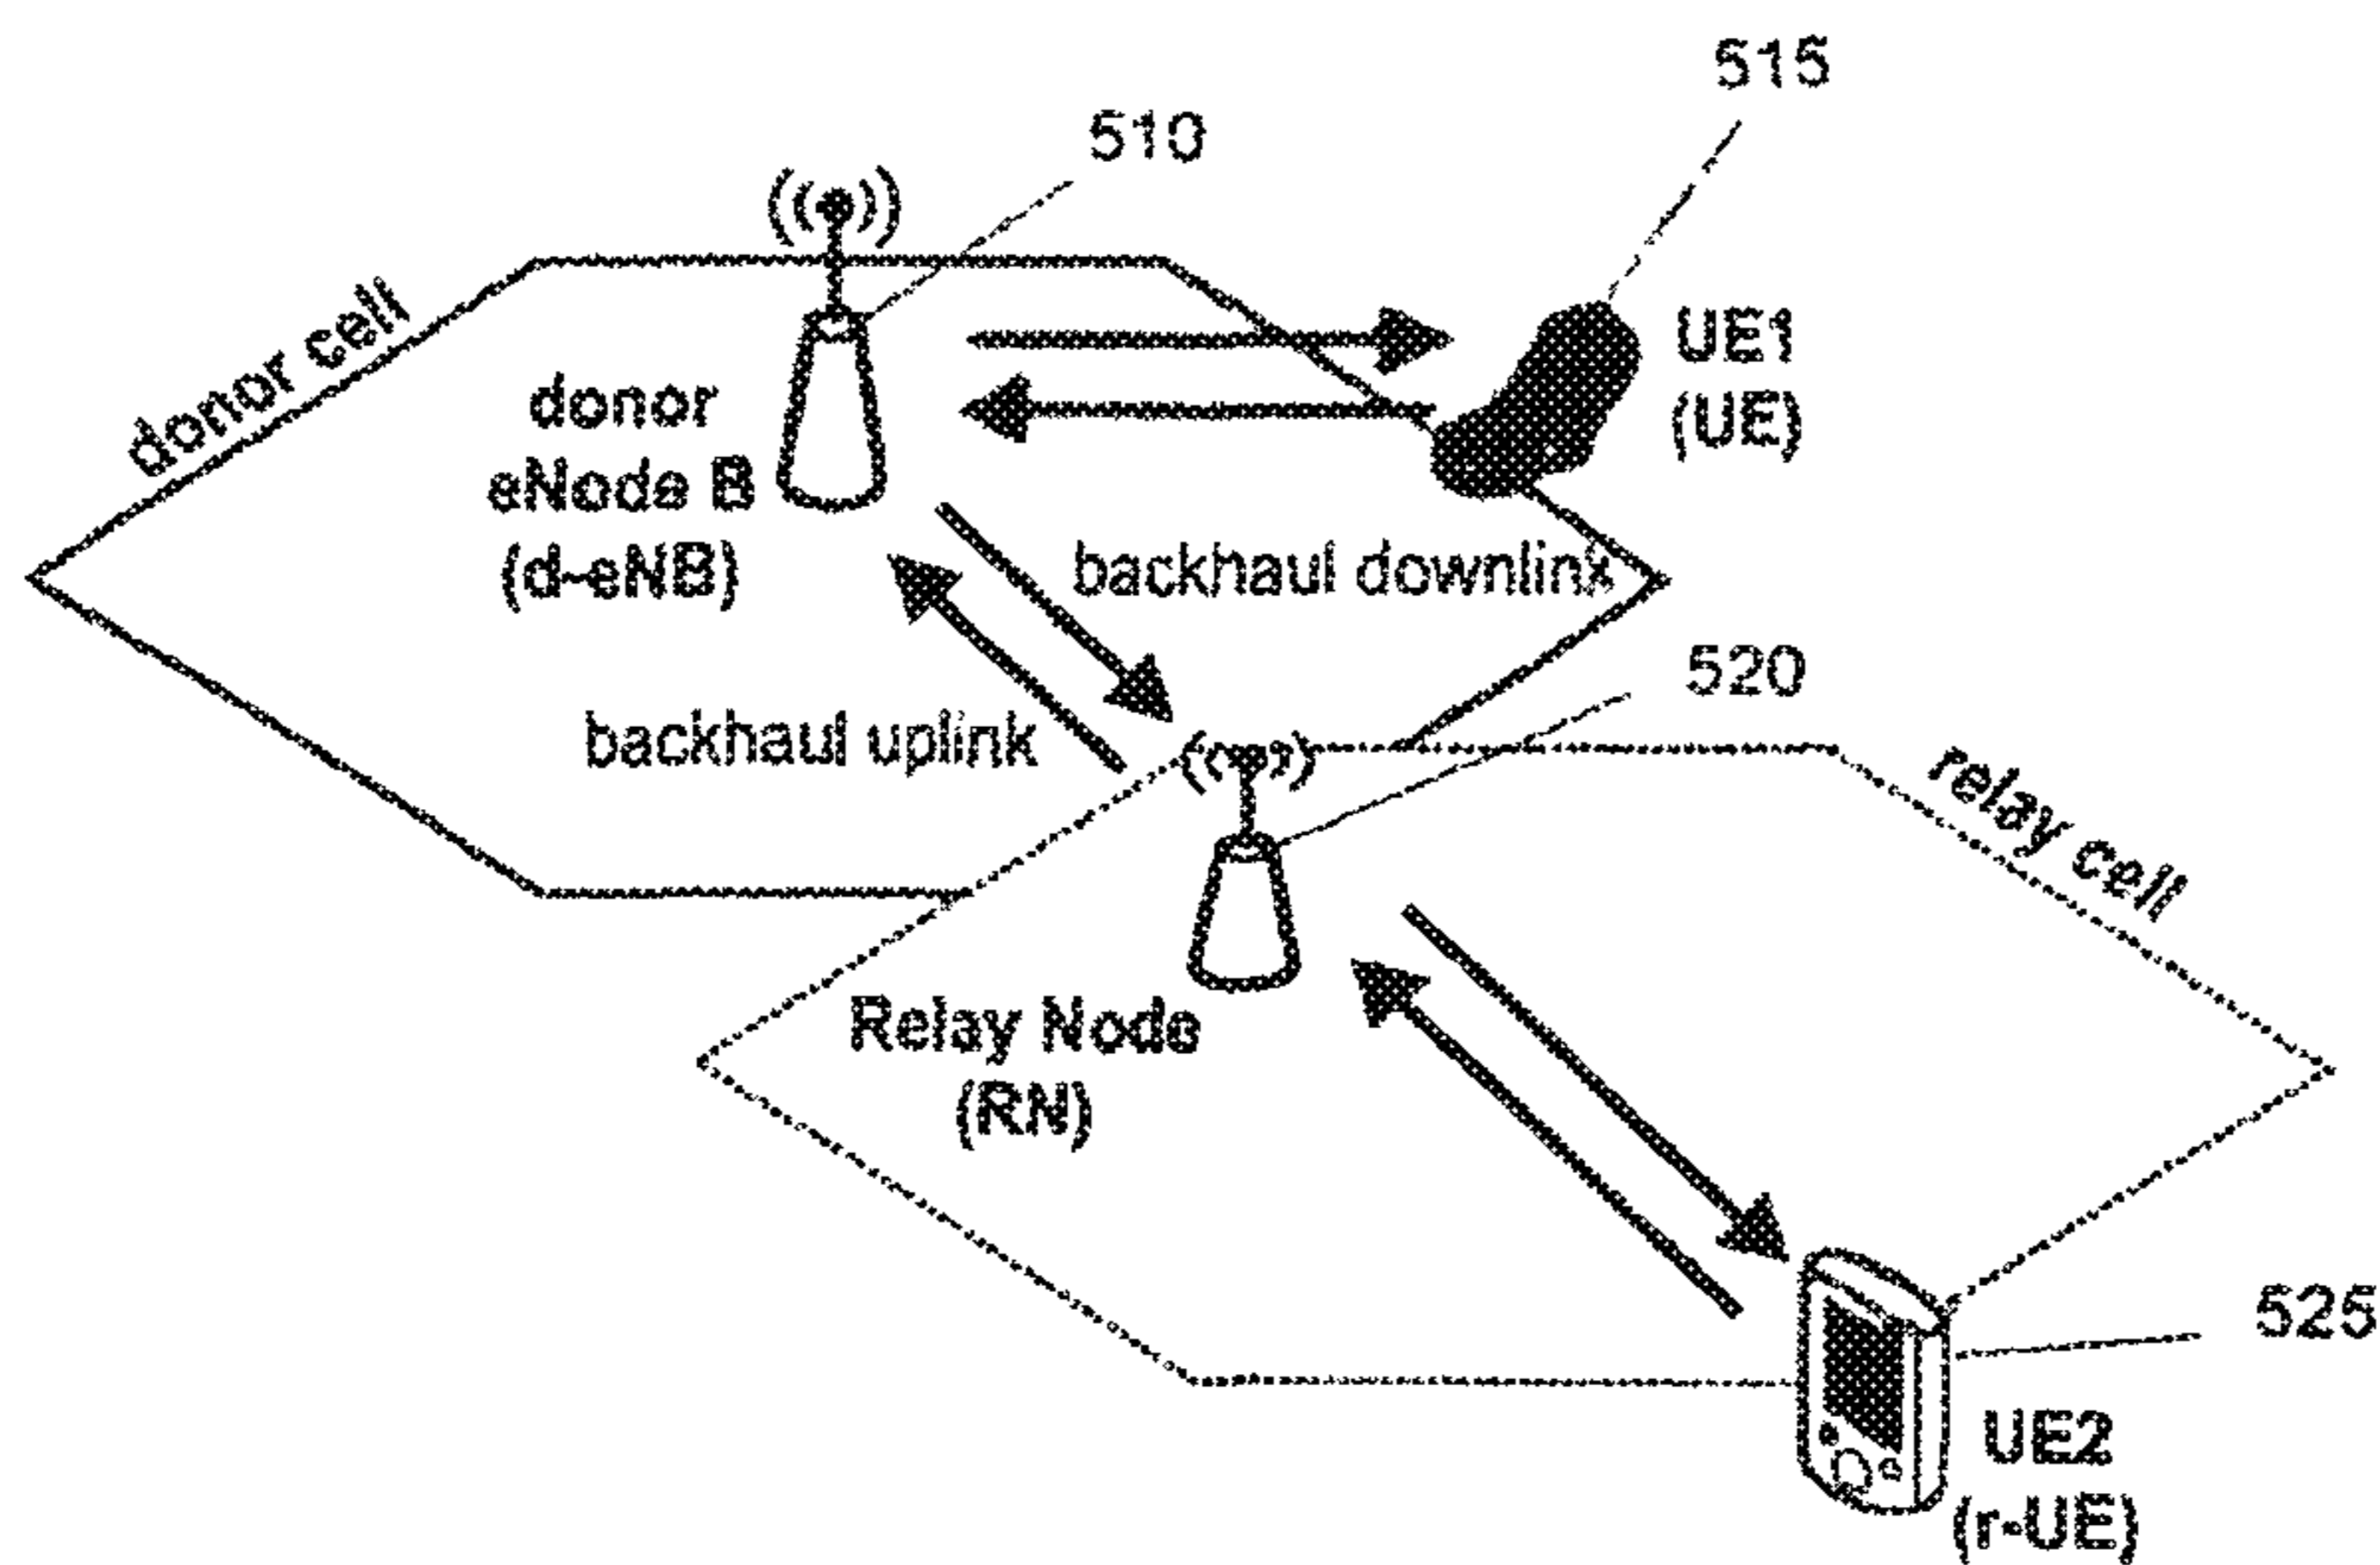 515
510
donor cell
UE1
(UE)
donor
eNode B
(d-eNB)
backhaul downlink
520
backhaul uplink
relay cell
Relay Node
(RN)
525
UE2
(r-UE)